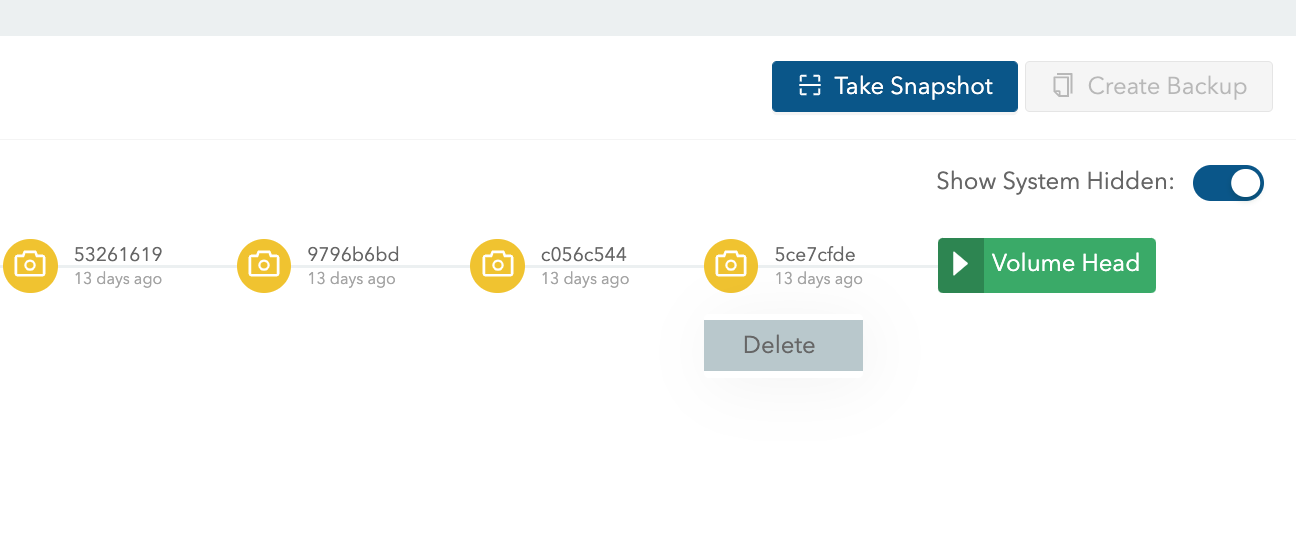 Take Snapshot
Create Backup
Show System Hidden:
53261619
13 days ago
9796b6bd
13 days ago
c056c544
13 days ago
5ce7cfde
13 days ago
Volume Head
Delete